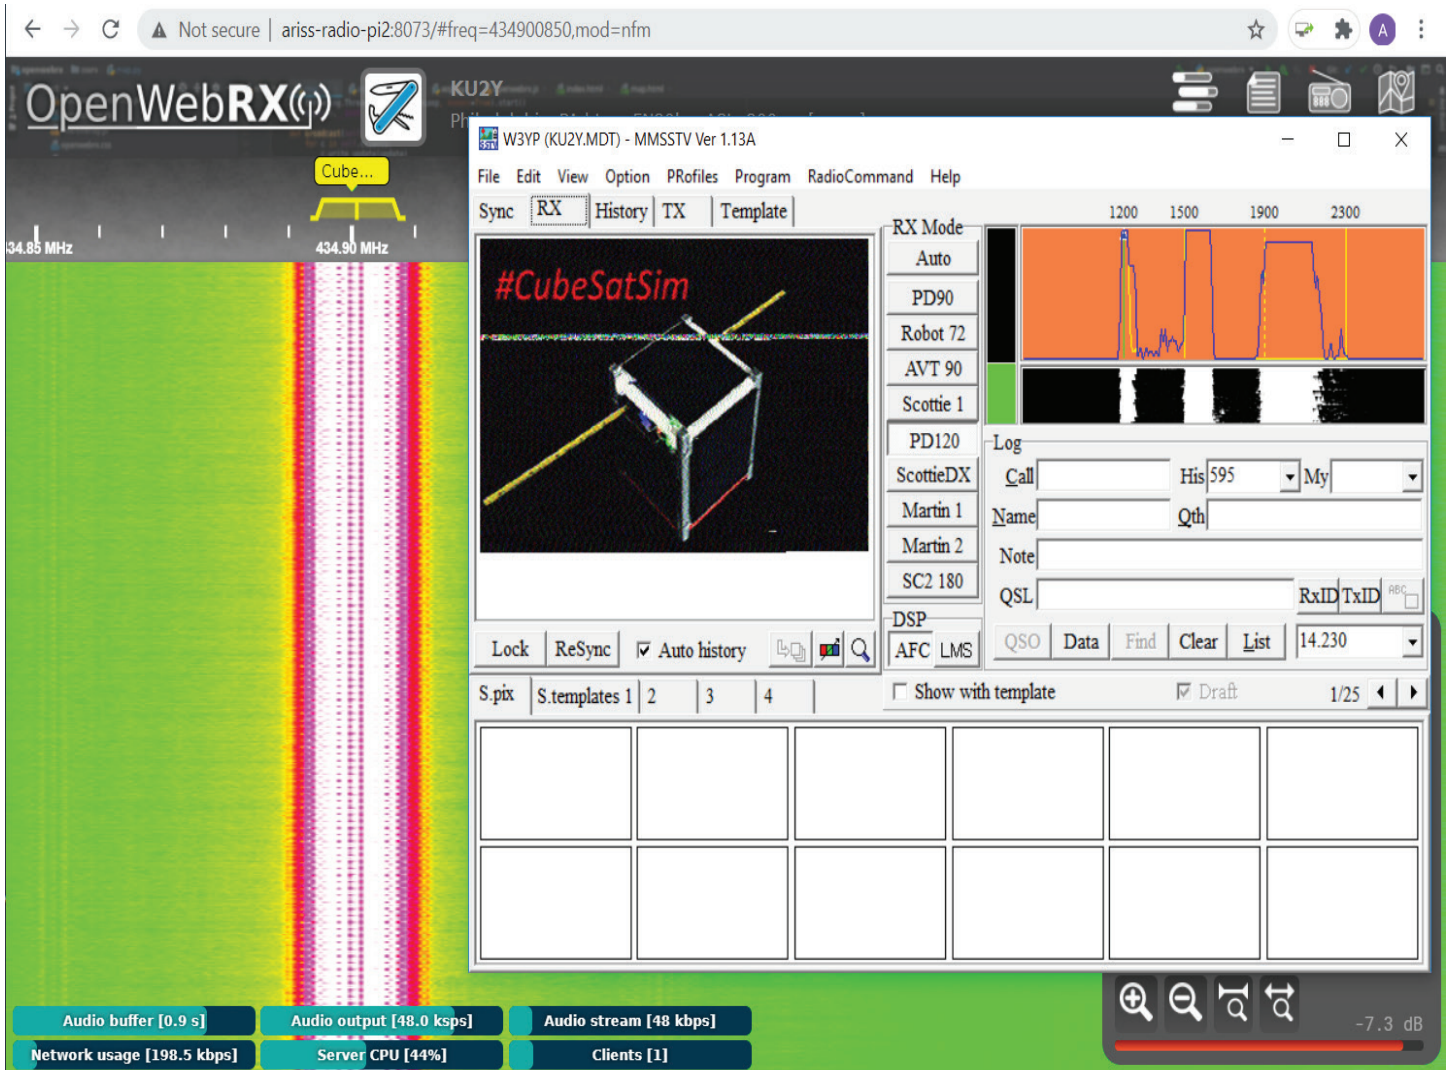 Not secure | ariss-radio-pi2:8073/#freq=434900850,mod=nfm
A
OpenWebRX
KU2Y
Cube...
34.85 MHz
434.90 MHz
W3YP (KU2Y.MDT) - MMSSTV Ver 1.13A
File Edit View Option PRofiles Program RadioCommand Help
Sync RX History TX Template
#CubeSatSim
RX Mode
Auto
PD90
Robot 72
AVT 90
Scottie 1
PD120
ScottieDX
Martin 1
Martin 2
SC2 180
DSP
AFC LMS
1200 1500 1900 2300
Log
Call His 595 My
Name Qth
Note
QSL RxID TxID ABC
QSO Data Find Clear List 14.230
Lock ReSync Auto history
Show with template Draft 1/25
S.pix S.templates 1 2 3 4
-7.3 dB
Audio buffer [0.9 s] Audio output [48.0 ksps] Audio stream [48 kbps]
Network usage [198.5 kbps] Server CPU [44%] Clients [1]